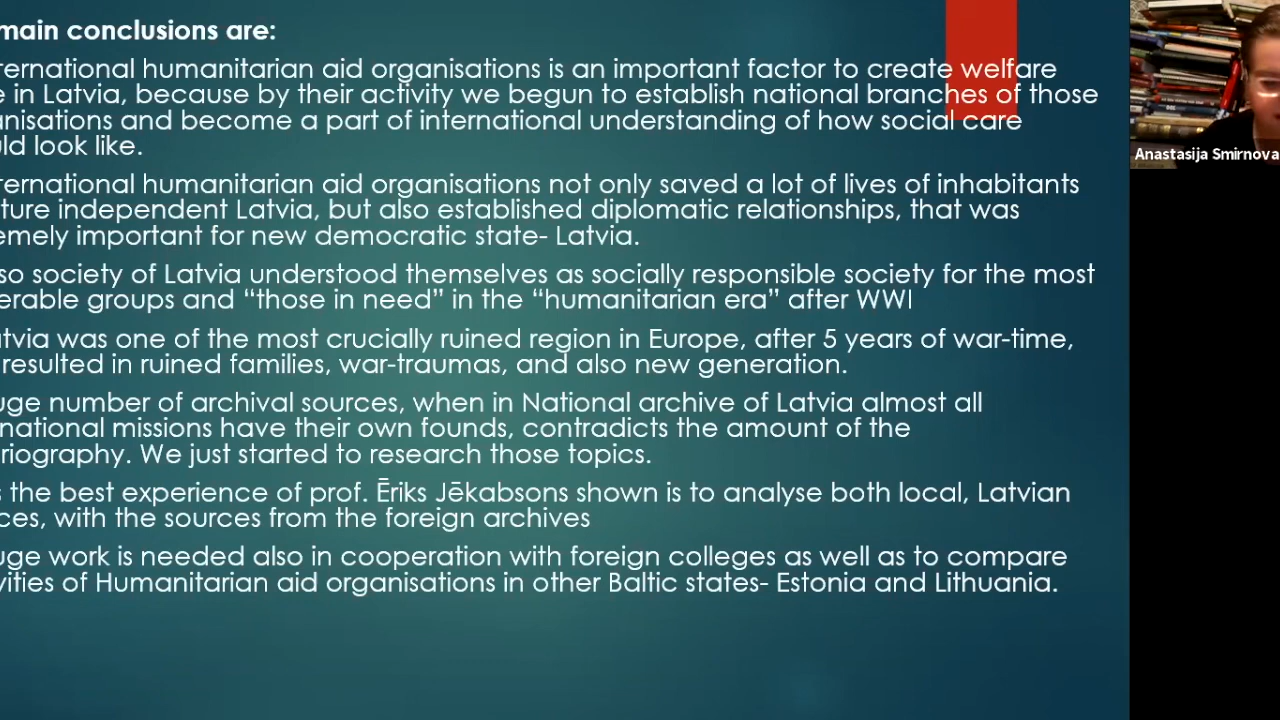 main conclusions are:
ternational humanitarian aid organisations is an important factor to create welfare
e in Latvia, because by their activity we begun to establish national branches of those
anisations and become a part of international understanding of how social care
uld look like.
ternational humanitarian aid organisations not only saved a lot of lives of inhabitants
ture independent Latvia, but also established diplomatic relationships, that was
emely important for new democratic state- Latvia.
so society of Latvia understood themselves as socially responsible society for the most
erable groups and “those in need” in the “humanitarian era” after WWI
atvia was one of the most crucially ruined region in Europe, after 5 years of war-time,
resulted in ruined families, war-traumas, and also new generation.
uge number of archival sources, when in National archive of Latvia almost all
national missions have their own founds, contradicts the amount of the
riography. We just started to research those topics.
s the best experience of prof. Ēriks Jēkabsons shown is to analyse both local, Latvian
ces, with the sources from the foreign archives
uge work is needed also in cooperation with foreign colleges as well as to compare
vities of Humanitarian aid organisations in other Baltic states- Estonia and Lithuania.
Anastasija Smirnova